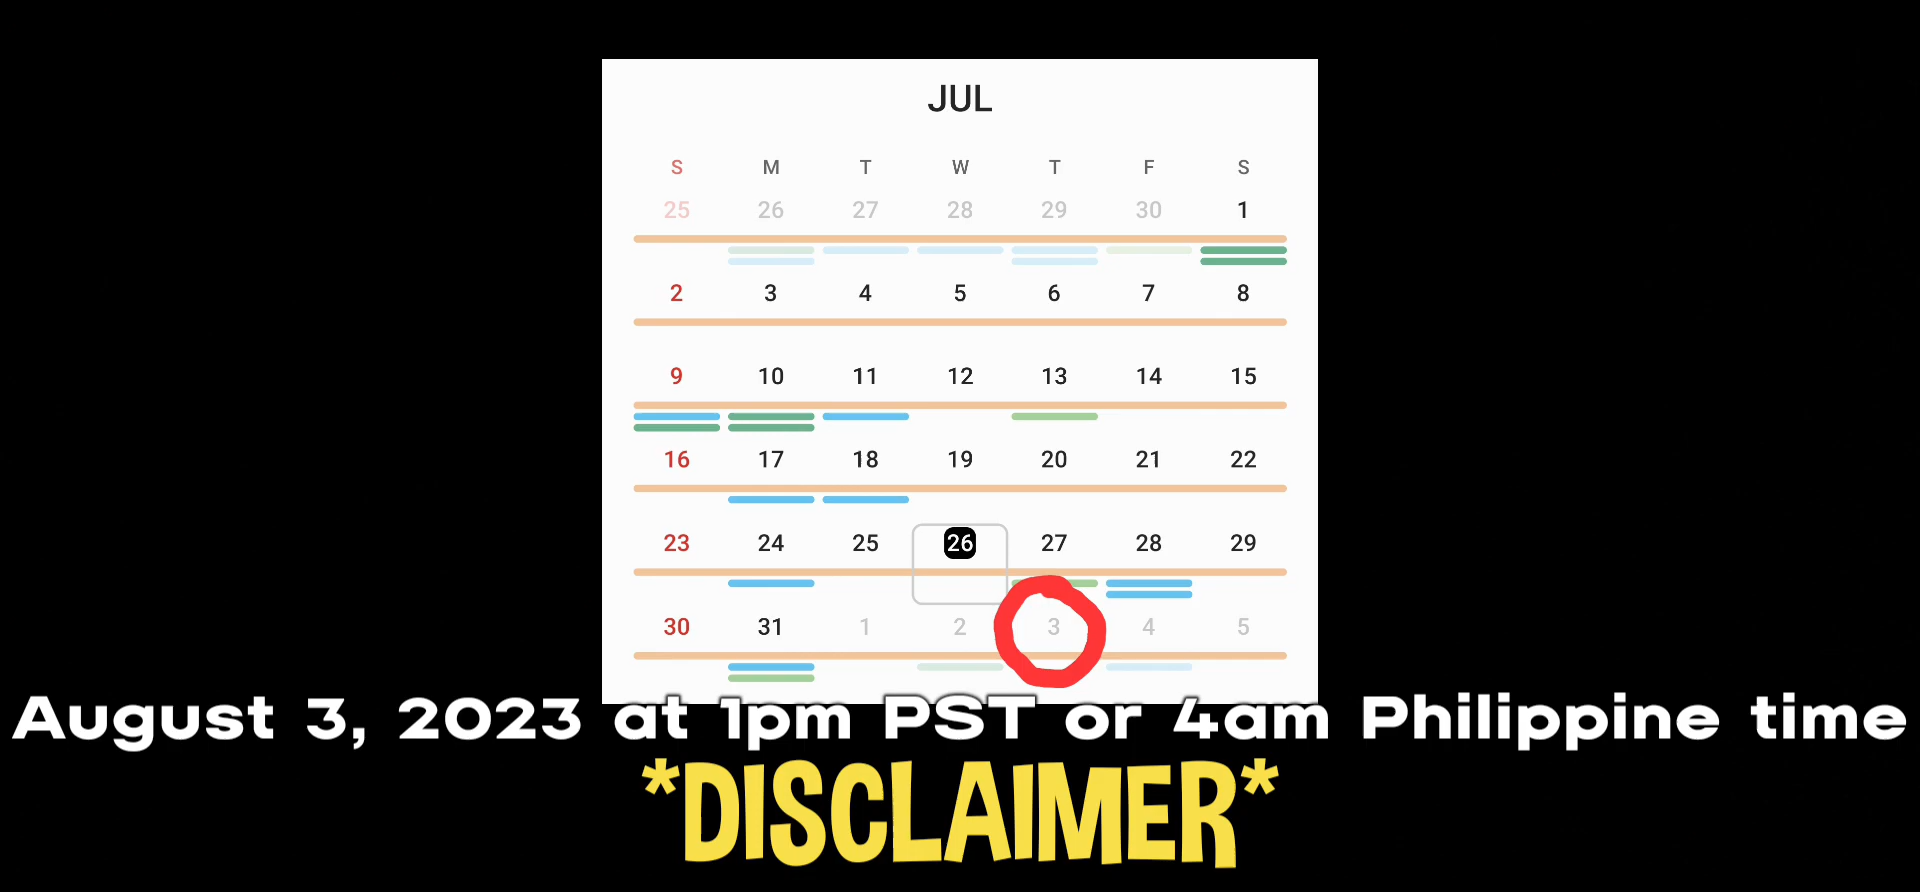 JUL
S M T W T F S
25 26 27 28 29 30 1
2 3 4 5 6 7 8
9 10 11 12 13 14 15
16 17 18 19 20 21 22
23 24 25 26 27 28 29
30 31 1 2 3 4 5
August 3, 2023 at 1pm PST or 4am Philippine time
*DISCLAIMER*